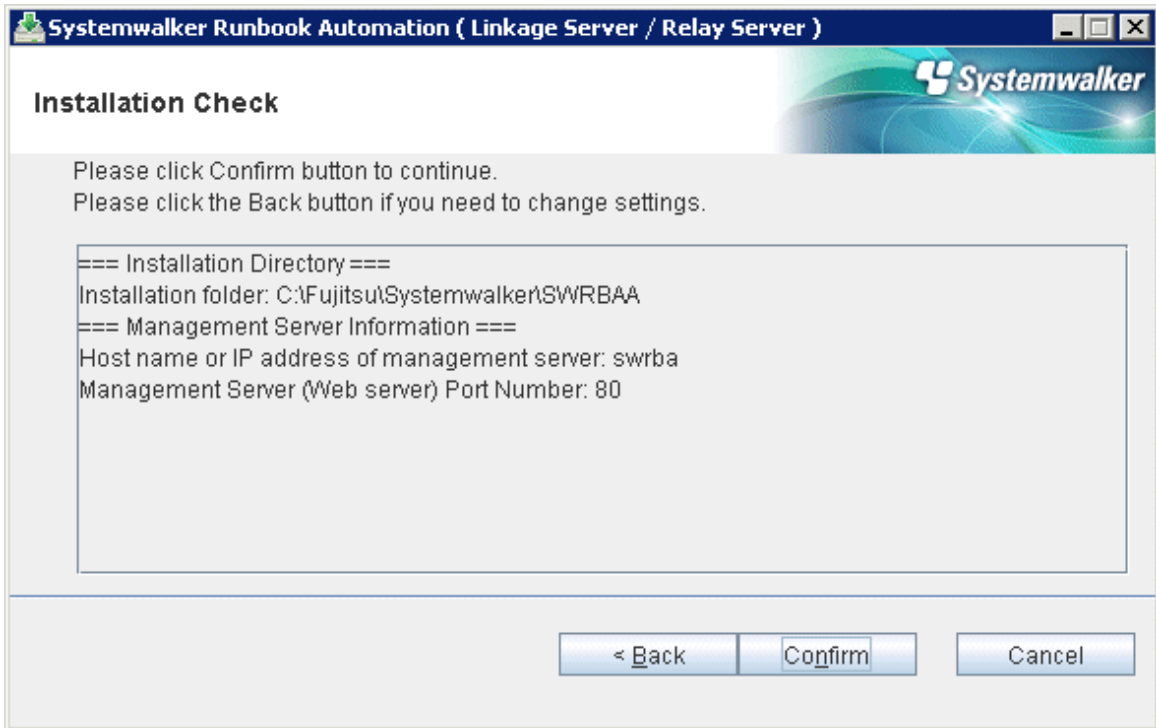 Systemwalker Runbook Automation ( Linkage Server / Relay Server )
Systemwalker
Installation Check
Please click Confirm button to continue.
Please click the Back button if you need to change settings.
=== Installation Directory ===
Installation folder: C:\Fujitsu\Systemwalker\SWRBAA
=== Management Server Information ===
Host name or IP address of management server: swrba
Management Server (Web server) Port Number: 80
< Back
Confirm
Cancel